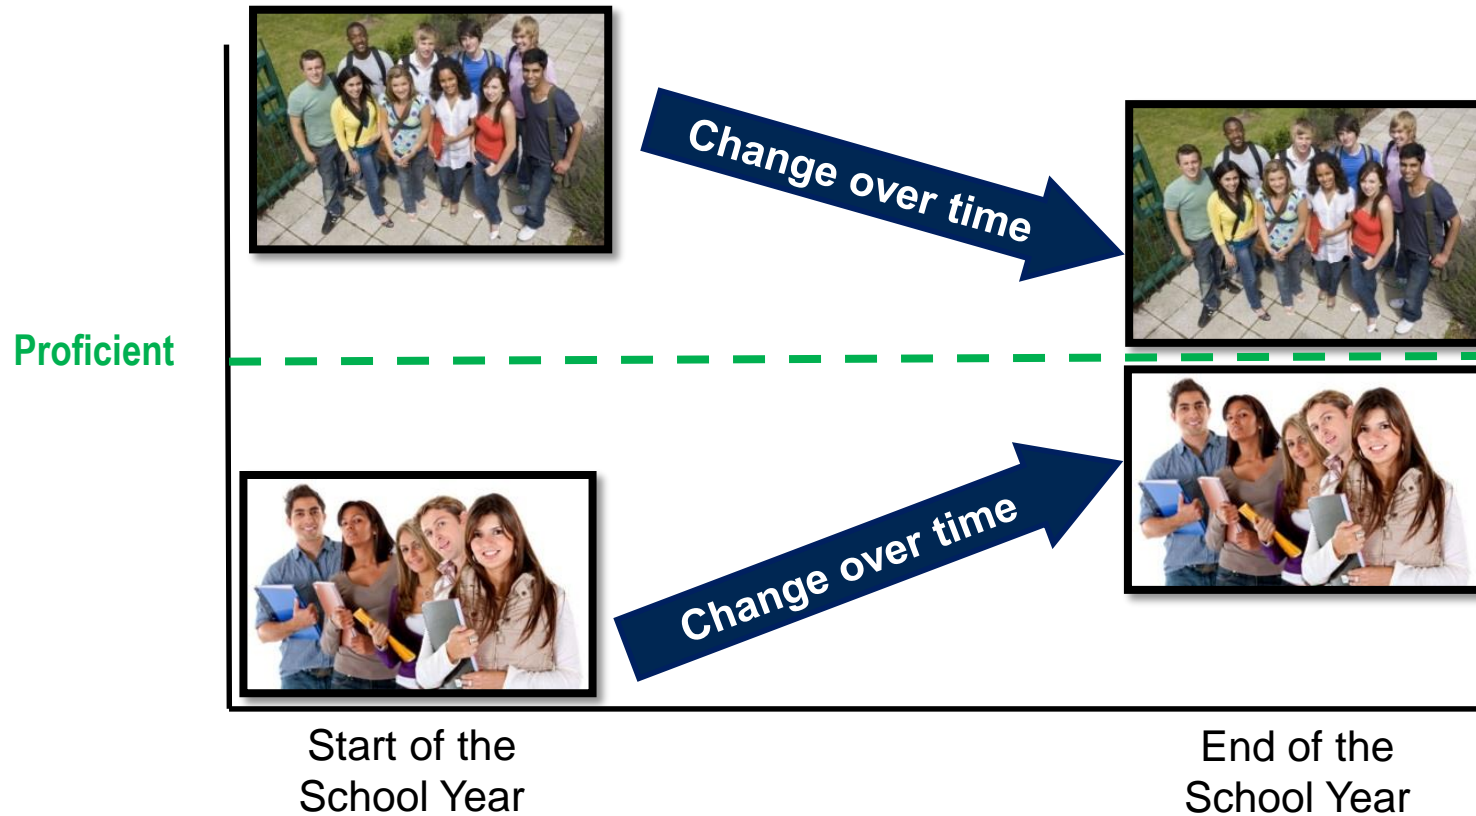 Change over time
Proficient
Change over time
Start of the
School Year
End of the
School Year